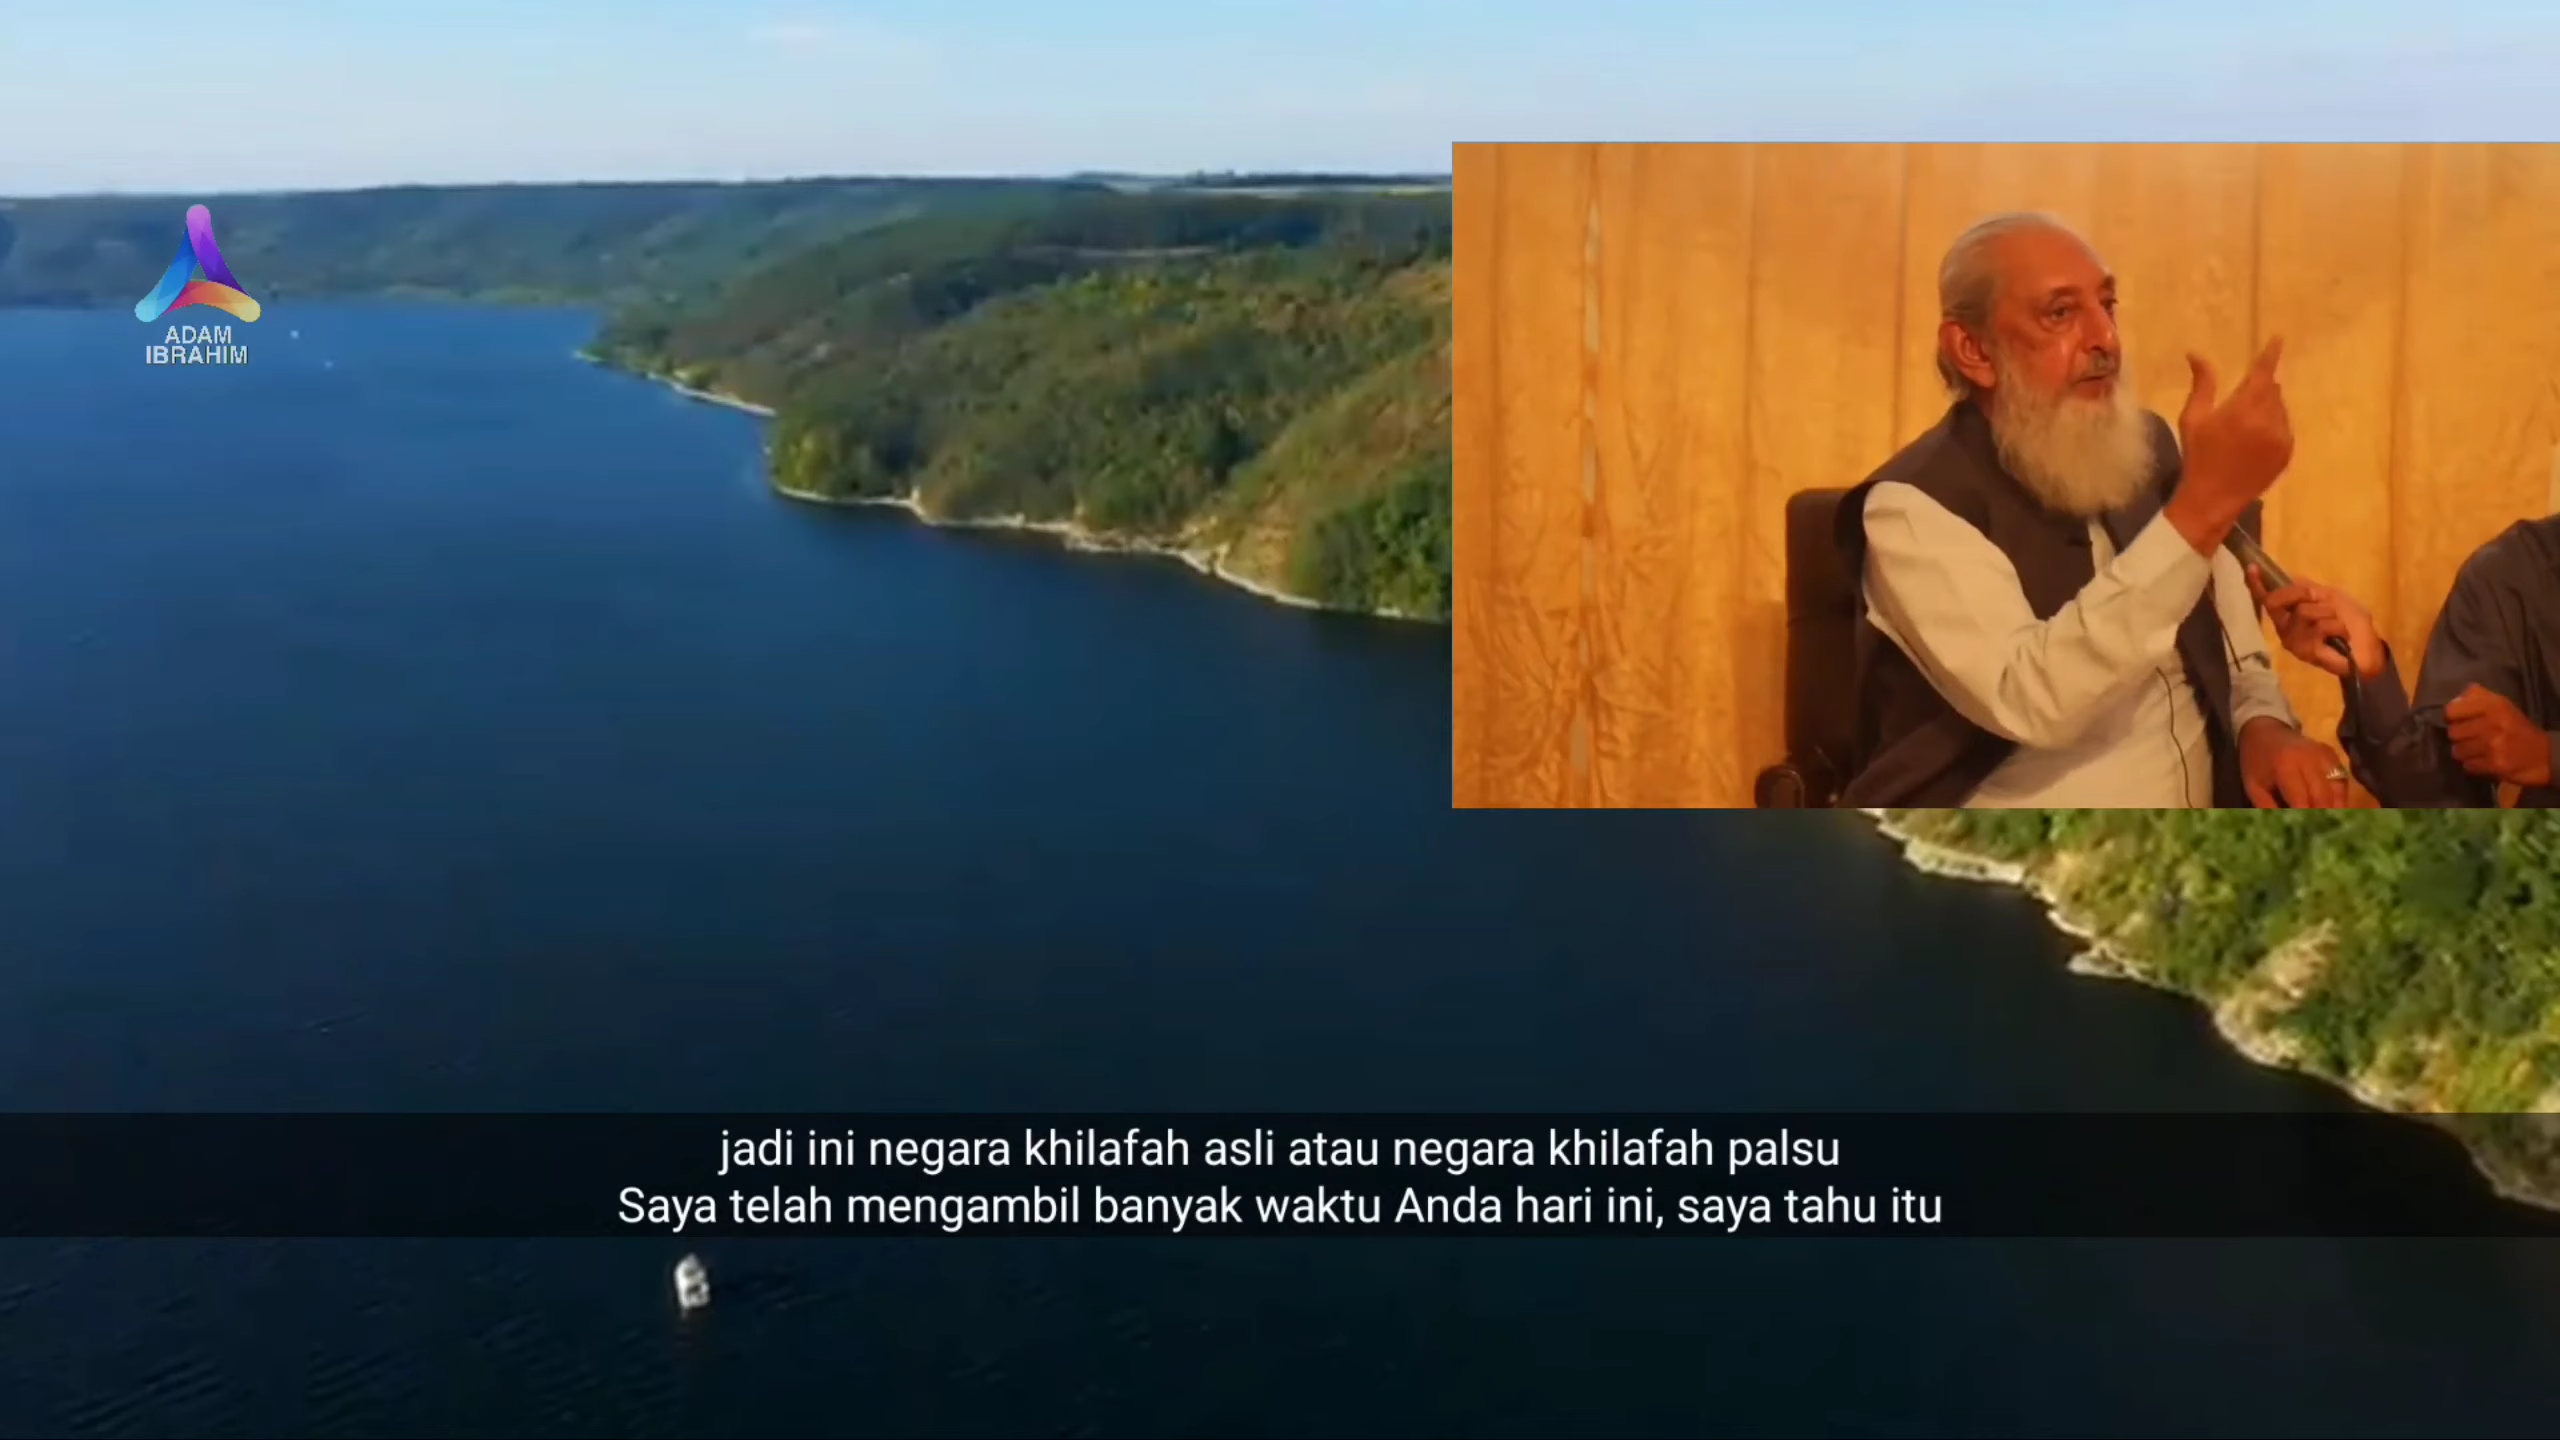 ADAM
IBRAHIM
jadi ini negara khilafah asli atau negara khilafah palsu
Saya telah mengambil banyak waktu Anda hari ini, saya tahu itu